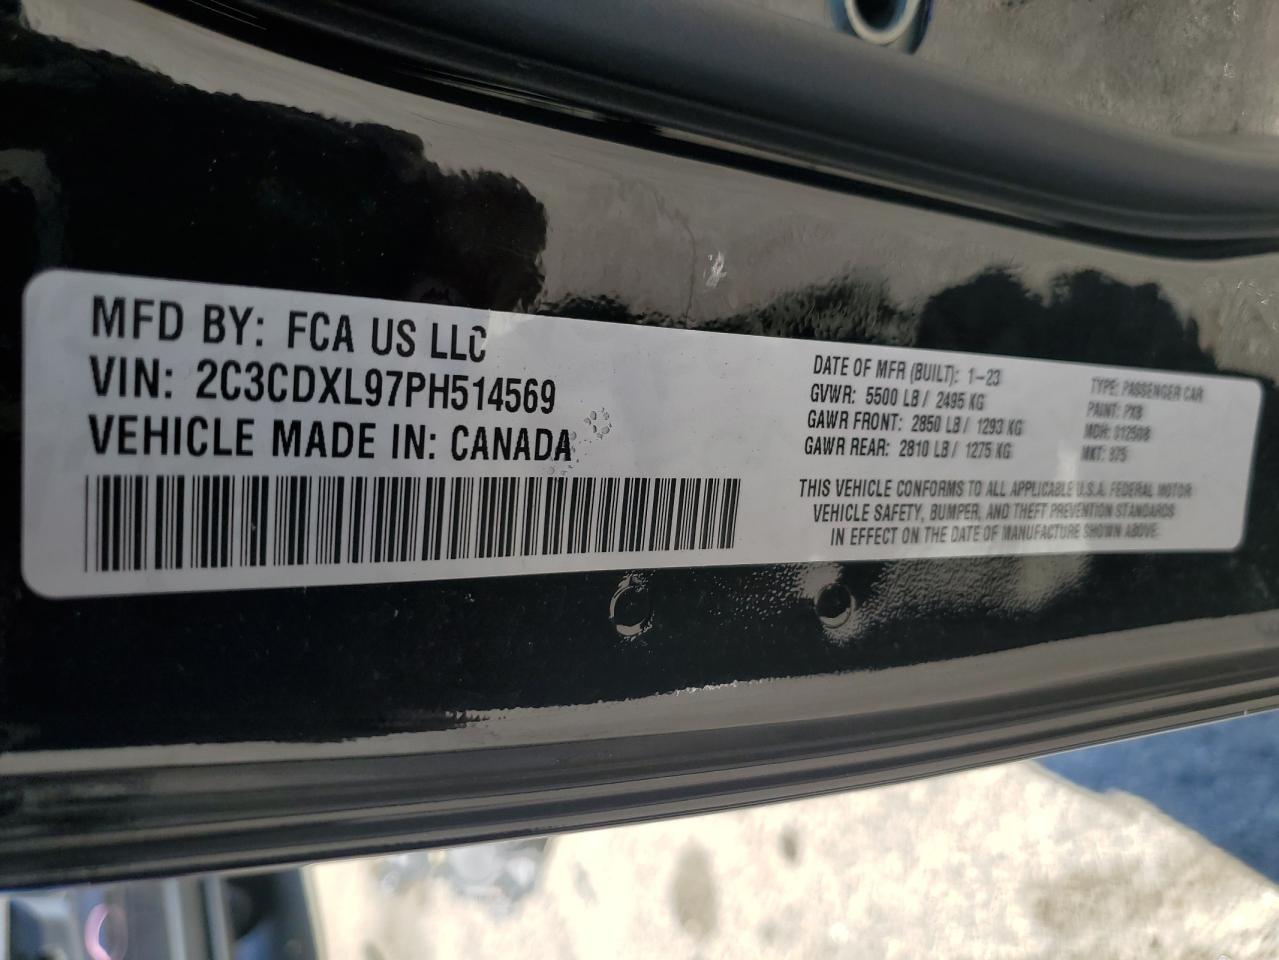 MFD BY: FCA US LLC
VIN: 2C3CDXL97PH514569
VEHICLE MADE IN: CANADA
DATE OF MFR (BUILT): 1-23
GVWR: 5500 LB / 2495 KG
GAWR FRONT: 2850 LB / 1293 KG
GAWR REAR: 2810 LB / 1275 KG
TYPE: PASSENGER CAR
PAINT: PX8
MDH: 012508
MKT: 975
THIS VEHICLE CONFORMS TO ALL APPLICABLE U.S.A. FEDERAL MOTOR
VEHICLE SAFETY, BUMPER, AND THEFT PREVENTION STANDARDS
IN EFFECT ON THE DATE OF MANUFACTURE SHOWN ABOVE.